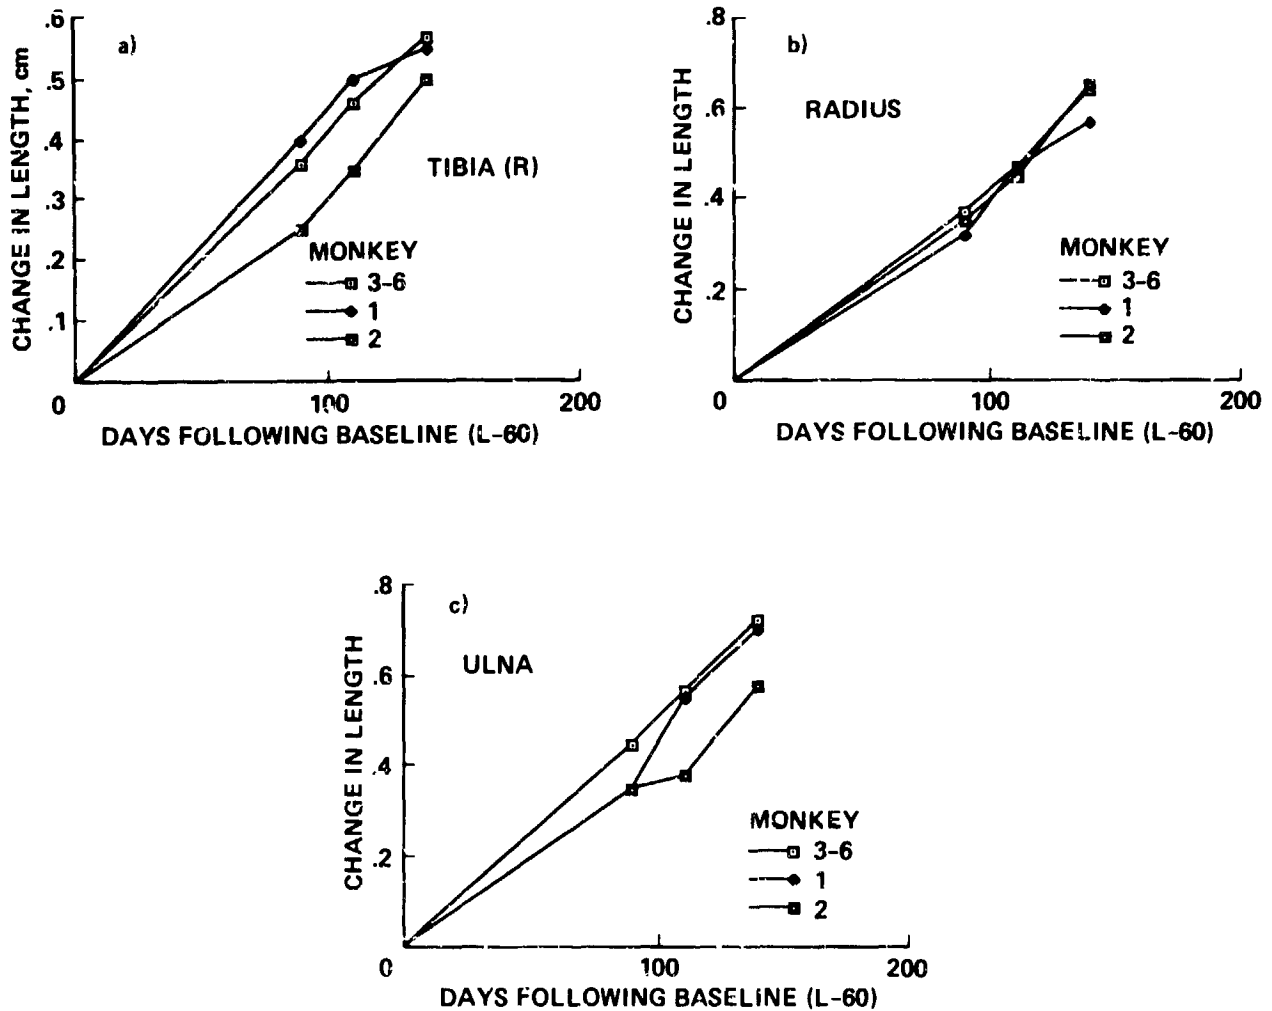 a)
CHANGE IN LENGTH, cm
.6
.5
.4
.3
.2
.1
0
100
200
TIBIA (R)
MONKEY
3-6
1
2
DAYS FOLLOWING BASELINE (L-60)
b)
CHANGE IN LENGTH
.8
.6
.4
.2
0
100
200
RADIUS
MONKEY
3-6
1
2
DAYS FOLLOWING BASELINE (L-60)
c)
CHANGE IN LENGTH
.8
.6
.4
.2
0
100
200
ULNA
MONKEY
3-6
1
2
DAYS FOLLOWING BASELINE (L-60)